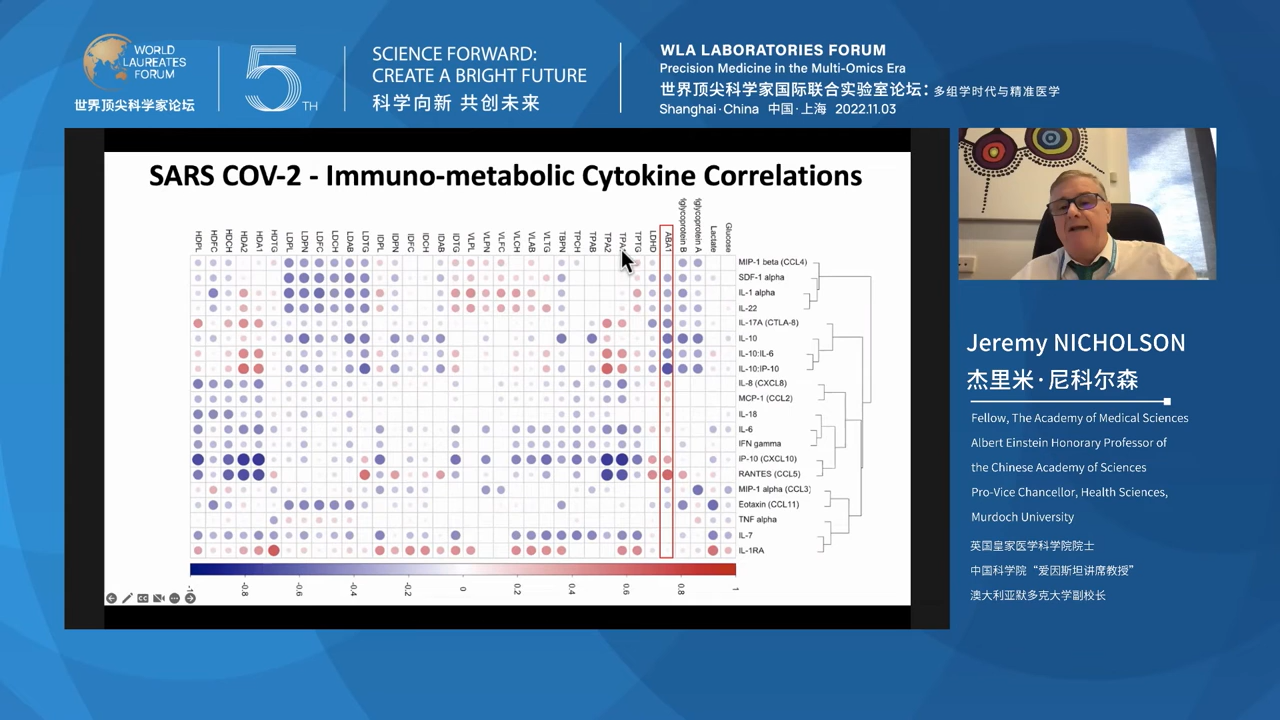 WORLD
LAUREATES
FORUM
世界顶尖科学家论坛
5TH
SCIENCE FORWARD:
CREATE A BRIGHT FUTURE
科学向新 共创未来
WLA LABORATORIES FORUM
Precision Medicine in the Multi-Omics Era
世界顶尖科学家国际联合实验室论坛：多组学时代与精准医学
Shanghai·China 中国·上海 2022.11.03
SARS COV-2 - Immuno-metabolic Cytokine Correlations
HDPL
HDFC
HDCH
HDA2
HDA1
HDTG
LDPL
LDPN
LDFC
LDCH
LDAB
LDTG
IDPL
IDPN
IDFC
IDCH
IDAB
IDTG
VLPL
VLPN
VLFC
VLCH
VLAB
VLTG
TBPN
TPCH
TPAB
TPA2
TPTG
LDHD
ABA1
glycoprotein B
glycoprotein A
Lactate
Glucose
MIP-1 beta (CCL4)
SDF-1 alpha
IL-1 alpha
IL-22
IL-17A (CTLA-8)
IL-10
IL-10:IL-6
IL-10:IP-10
IL-8 (CXCL8)
MCP-1 (CCL2)
IL-18
IL-6
IFN gamma
IP-10 (CXCL10)
RANTES (CCL5)
MIP-1 alpha (CCL3)
Eotaxin (CCL11)
TNF alpha
IL-7
IL-1RA
-1
-0.8
-0.6
-0.4
-0.2
0
0.2
0.4
0.6
0.8
1
Jeremy NICHOLSON
杰里米·尼科尔森
Fellow, The Academy of Medical Sciences
Albert Einstein Honorary Professor of
the Chinese Academy of Sciences
Pro-Vice Chancellor, Health Sciences,
Murdoch University
英国皇家医学科学院院士
中国科学院“爱因斯坦讲席教授”
澳大利亚默多克大学副校长